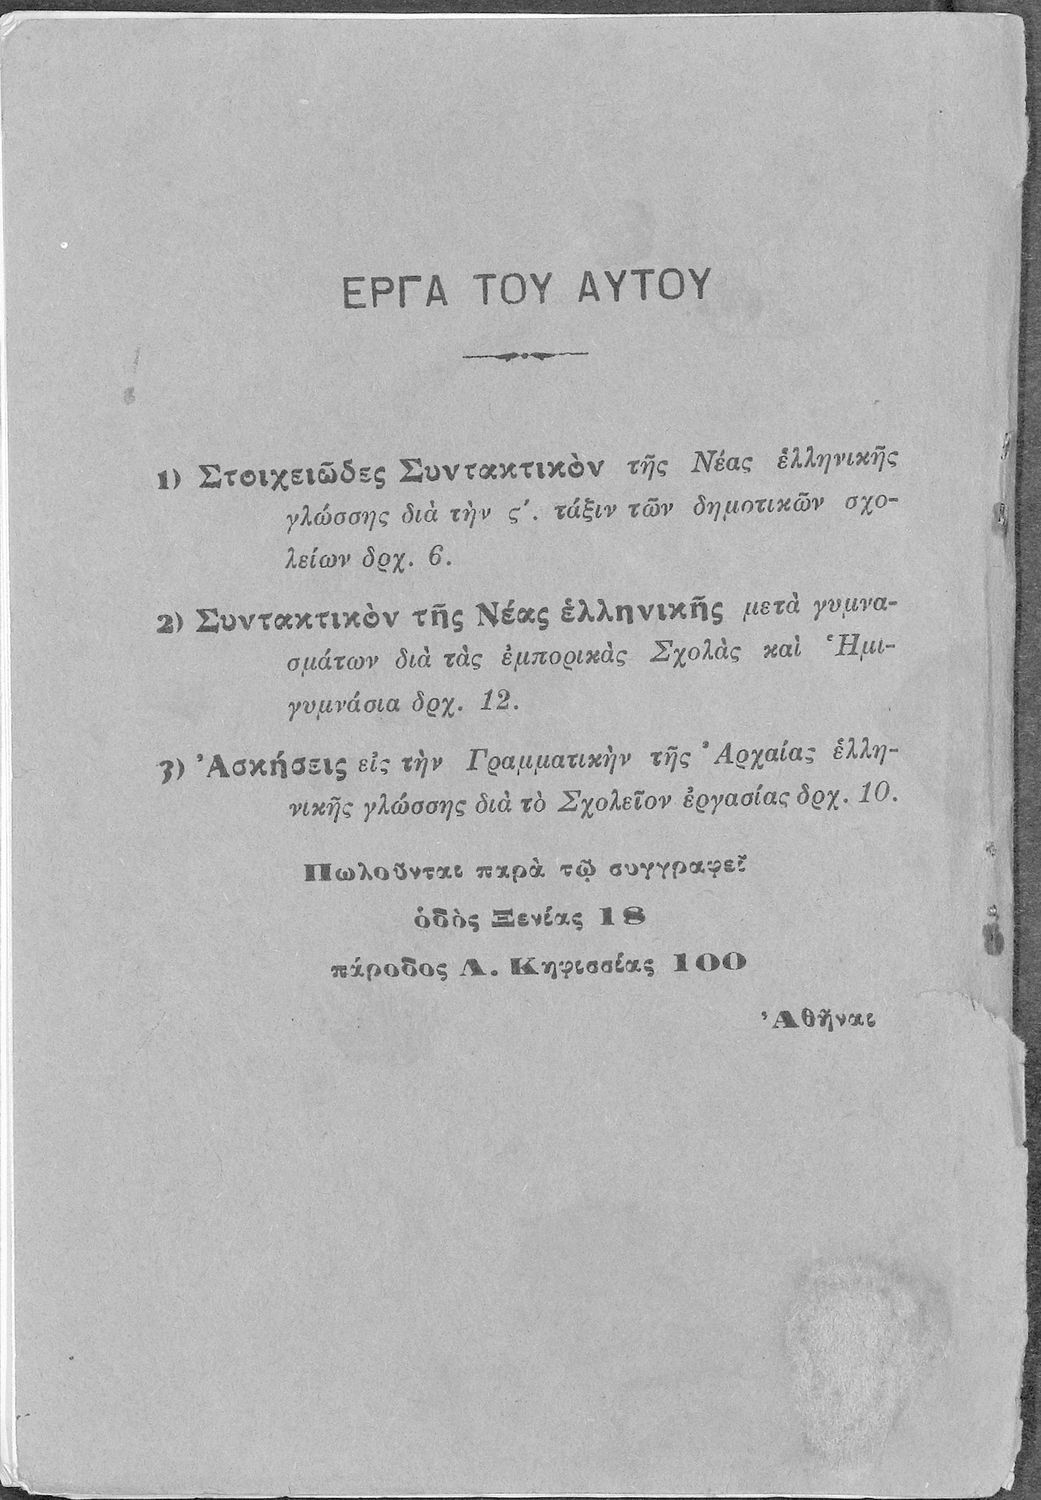 ΕΡΓΑ ΤΟΥ ΑΥΤΟΥ
1) Στοιχειῶδες Συντακτικὸν τῆς Νέας ἑλληνικῆς
γλώσσης διὰ τὴν ϛ΄. τάξιν τῶν δημοτικῶν σχο-
λείων δρχ. 6.
2) Συντακτικὸν τῆς Νέας ἑλληνικῆς μετὰ γυμνα-
σμάτων διὰ τὰς ἐμπορικὰς Σχολὰς καὶ Ἡμι-
γυμνάσια δρχ. 12.
3) Ἀσκήσεις εἰς τὴν Γραμματικὴν τῆς Ἀρχαίας ἑλλη-
νικῆς γλώσσης διὰ τὸ Σχολεῖον ἐργασίας δρχ. 10.
Πωλοῦνται παρὰ τῷ συγγραφεῖ
ὁδὸς Ξενίας 18
πάροδος Λ. Κηφισσίας 100
Ἀθῆναι